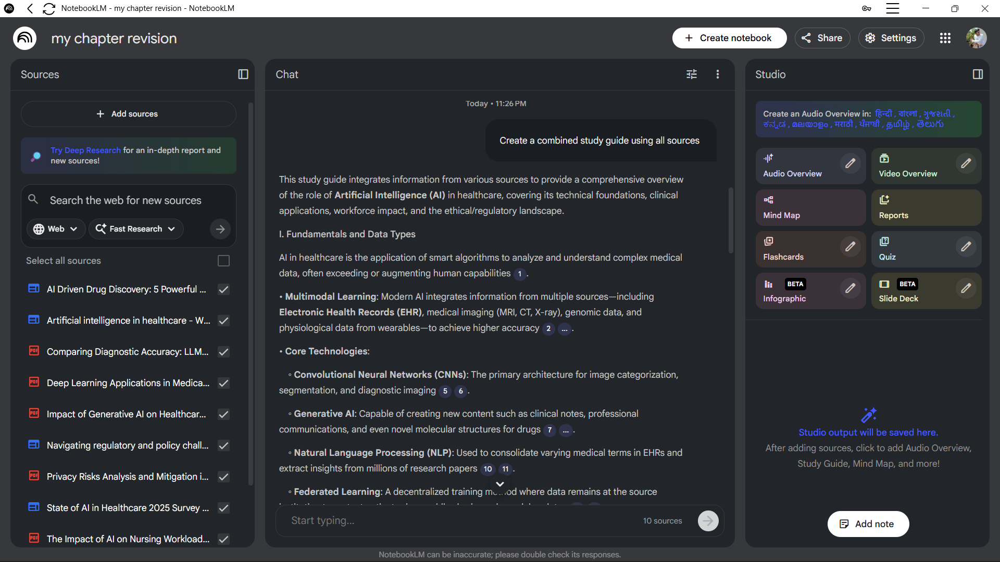 NotebookLM - my chapter revision - NotebookLM
my chapter revision
Create notebook
Share
Settings
Sources
Add sources
Try Deep Research for an in-depth report and
new sources!
Search the web for new sources
Web
Fast Research
Select all sources
AI Driven Drug Discovery: 5 Powerful ...
Artificial intelligence in healthcare - W...
Comparing Diagnostic Accuracy: LLM...
Deep Learning Applications in Medica...
Impact of Generative AI on Healthcar...
Navigating regulatory and policy chall...
Privacy Risks Analysis and Mitigation i...
State of AI in Healthcare 2025 Survey ...
The Impact of AI on Nursing Workload...
Chat
Today • 11:26 PM
Create a combined study guide using all sources
This study guide integrates information from various sources to provide a comprehensive overview
of the role of Artificial Intelligence (AI) in healthcare, covering its technical foundations, clinical
applications, workforce impact, and the ethical/regulatory landscape.
I. Fundamentals and Data Types
AI in healthcare is the application of smart algorithms to analyze and understand complex medical
data, often exceeding or augmenting human capabilities 1 .
• Multimodal Learning: Modern AI integrates information from multiple sources—including
Electronic Health Records (EHR), medical imaging (MRI, CT, X-ray), genomic data, and
physiological data from wearables—to achieve higher accuracy 2 ... .
• Core Technologies:
◦ Convolutional Neural Networks (CNNs): The primary architecture for image categorization,
segmentation, and diagnostic imaging 5 6 .
◦ Generative AI: Capable of creating new content such as clinical notes, professional
communications, and even novel molecular structures for drugs 7 ... .
◦ Natural Language Processing (NLP): Used to consolidate varying medical terms in EHRs and
extract insights from millions of research papers 10 11 .
◦ Federated Learning: A decentralized training method where data remains at the source
Start typing...
10 sources
NotebookLM can be inaccurate; please double check its responses.
Studio
Create an Audio Overview in: हिन्दी , বাংলা , ગુજરાતી ,
ಕನ್ನಡ , മലയാളം , मराठी , ਪੰਜਾਬੀ , தமிழ் , తెలుగు
Audio Overview
Video Overview
Mind Map
Reports
Flashcards
Quiz
BETA
Infographic
BETA
Slide Deck
Studio output will be saved here.
After adding sources, click to add Audio Overview,
Study Guide, Mind Map, and more!
Add note